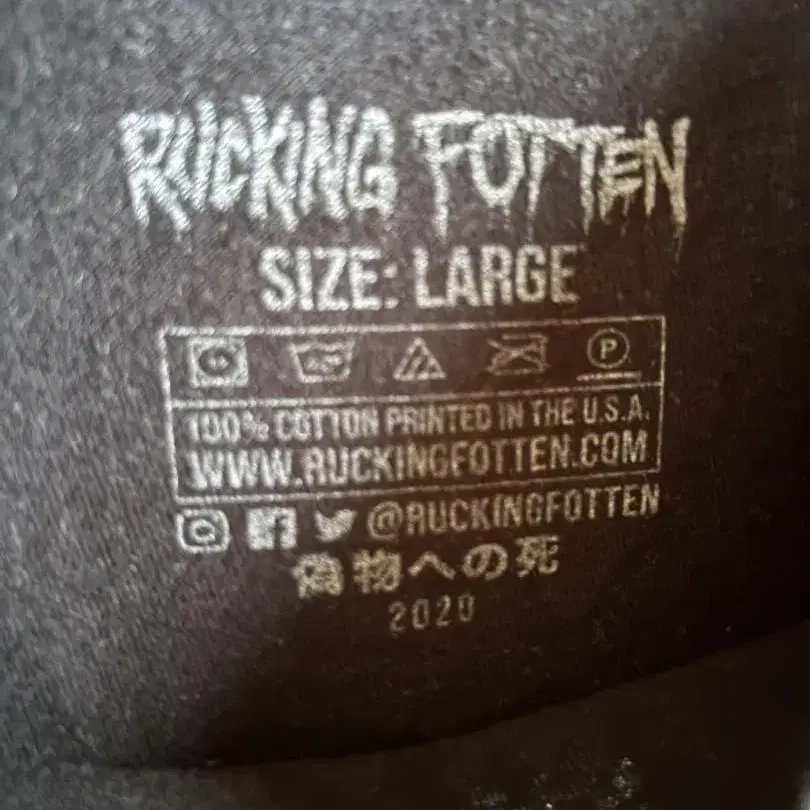 RUCKING FOTTEN
SIZE: LARGE
P
100% COTTON PRINTED IN THE U.S.A.
WWW.RUCKINGFOTTEN.COM
@RUCKINGFOTTEN
偽物への死
2020